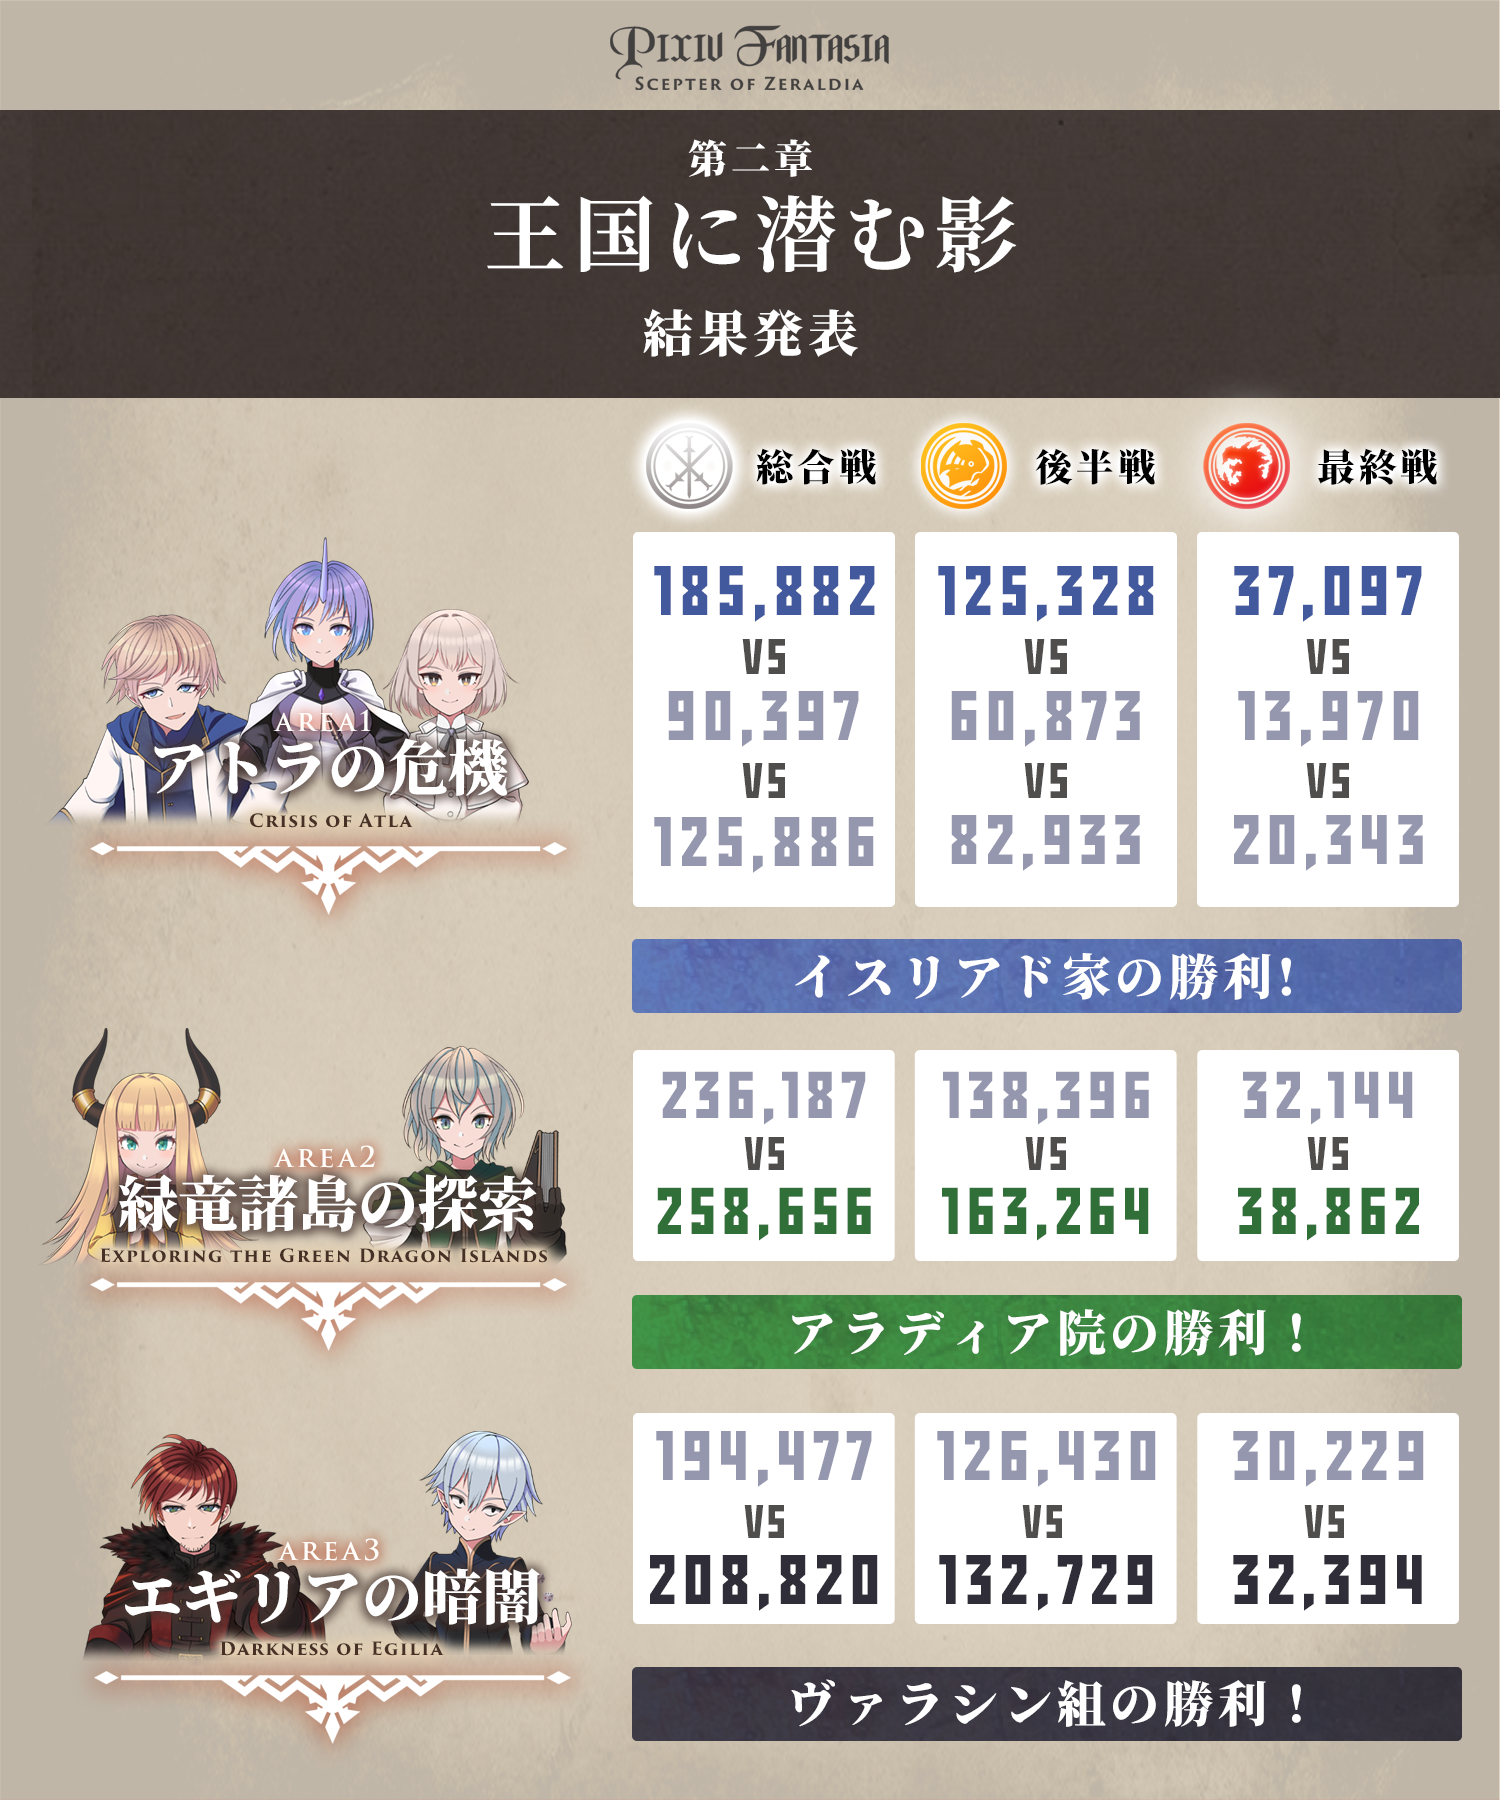 PIXIV FANTASIA
SCEPTER OF ZERALDIA
第二章
王国に潜む影
結果発表
総合戦 後半戦 最終戦
AREA1
アトラの危機
CRISIS OF ATLA
185,882 125,328 37,097
VS VS VS
90,397 60,873 13,970
VS VS VS
125,886 82,933 20,343
イスリアド家の勝利!
AREA2
緑竜諸島の探索
EXPLORING THE GREEN DRAGON ISLANDS
236,187 138,396 32,144
VS VS VS
258,656 163,264 38,862
アラディア院の勝利！
AREA3
エギリアの暗闇
DARKNESS OF EGILIA
194,477 126,430 30,229
VS VS VS
208,820 132,729 32,394
ヴァラシン組の勝利！